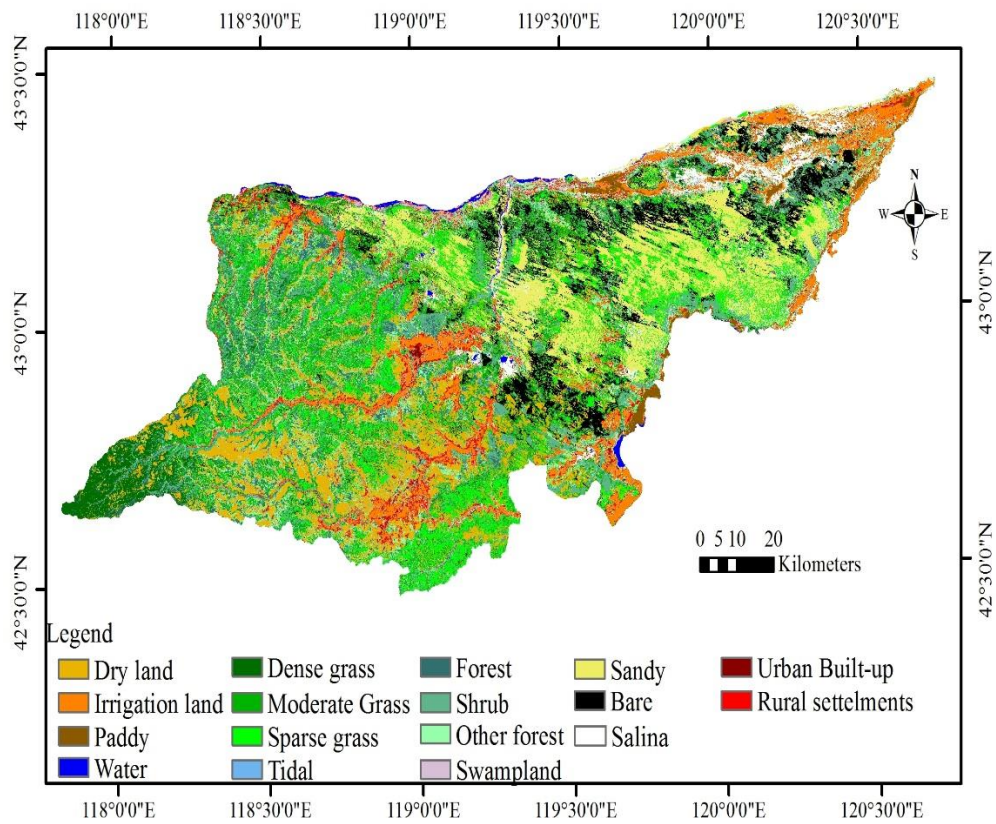 118°0'0"E 118°30'0"E 119°0'0"E 119°30'0"E 120°0'0"E 120°30'0"E
43°30'0"N
43°30'0"N
N
W E
S
43°0'0"N
43°0'0"N
0 5 10 20
Kilometers
42°30'0"N
42°30'0"N
Legend
Dry land Dense grass Forest Sandy Urban Built-up
Irrigation land Moderate Grass Shrub Bare Rural settelments
Paddy Sparse grass Other forest Salina
Water Tidal Swampland
118°0'0"E 118°30'0"E 119°0'0"E 119°30'0"E 120°0'0"E 120°30'0"E